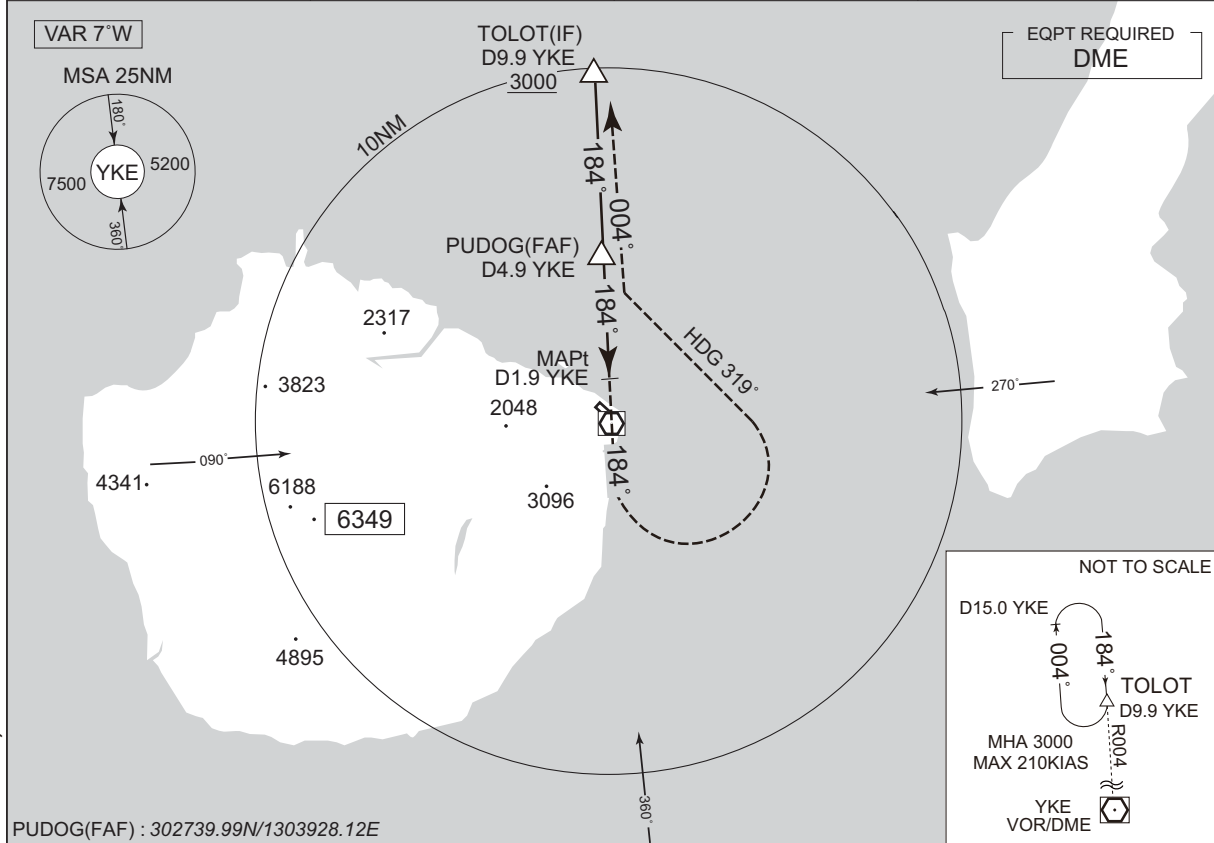 VAR 7°W
MSA 25NM
180°
7500
YKE
5200
360°
TOLOT(IF)
D9.9 YKE
3000
EQPT REQUIRED
DME
10NM
184°
004°
PUDOG(FAF)
D4.9 YKE
184°
HDG 319°
MAPt
D1.9 YKE
2317
3823
2048
270°
184°
090°
4341
6188
6349
3096
4895
360°
NOT TO SCALE
D15.0 YKE
004°
184°
TOLOT
D9.9 YKE
R004
MHA 3000
MAX 210KIAS
YKE
VOR/DME
PUDOG(FAF) : 302739.99N/1303928.12E